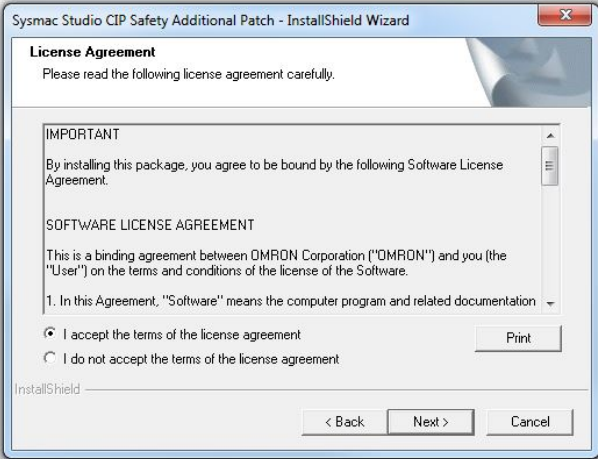 Sysmac Studio CIP Safety Additional Patch - InstallShield Wizard
License Agreement
Please read the following license agreement carefully.
IMPORTANT
By installing this package, you agree to be bound by the following Software License
Agreement.
SOFTWARE LICENSE AGREEMENT
This is a binding agreement between OMRON Corporation ("OMRON") and you (the
"User") on the terms and conditions of the license of the Software.
1. In this Agreement, "Software" means the computer program and related documentation
I accept the terms of the license agreement
Print
I do not accept the terms of the license agreement
InstallShield
< Back
Next >
Cancel